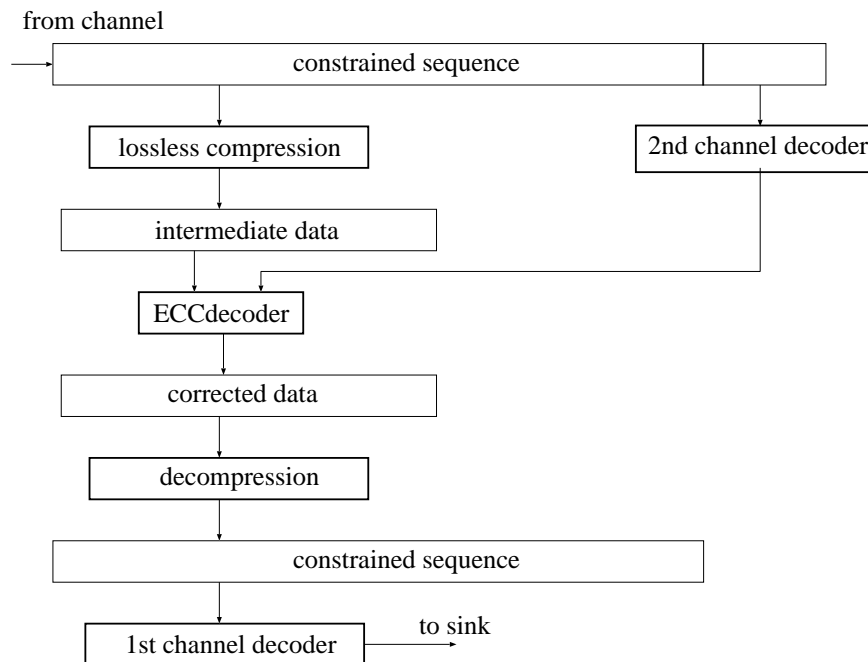 from channel
constrained sequence
lossless compression
2nd channel decoder
intermediate data
ECCdecoder
corrected data
decompression
constrained sequence
1st channel decoder
to sink